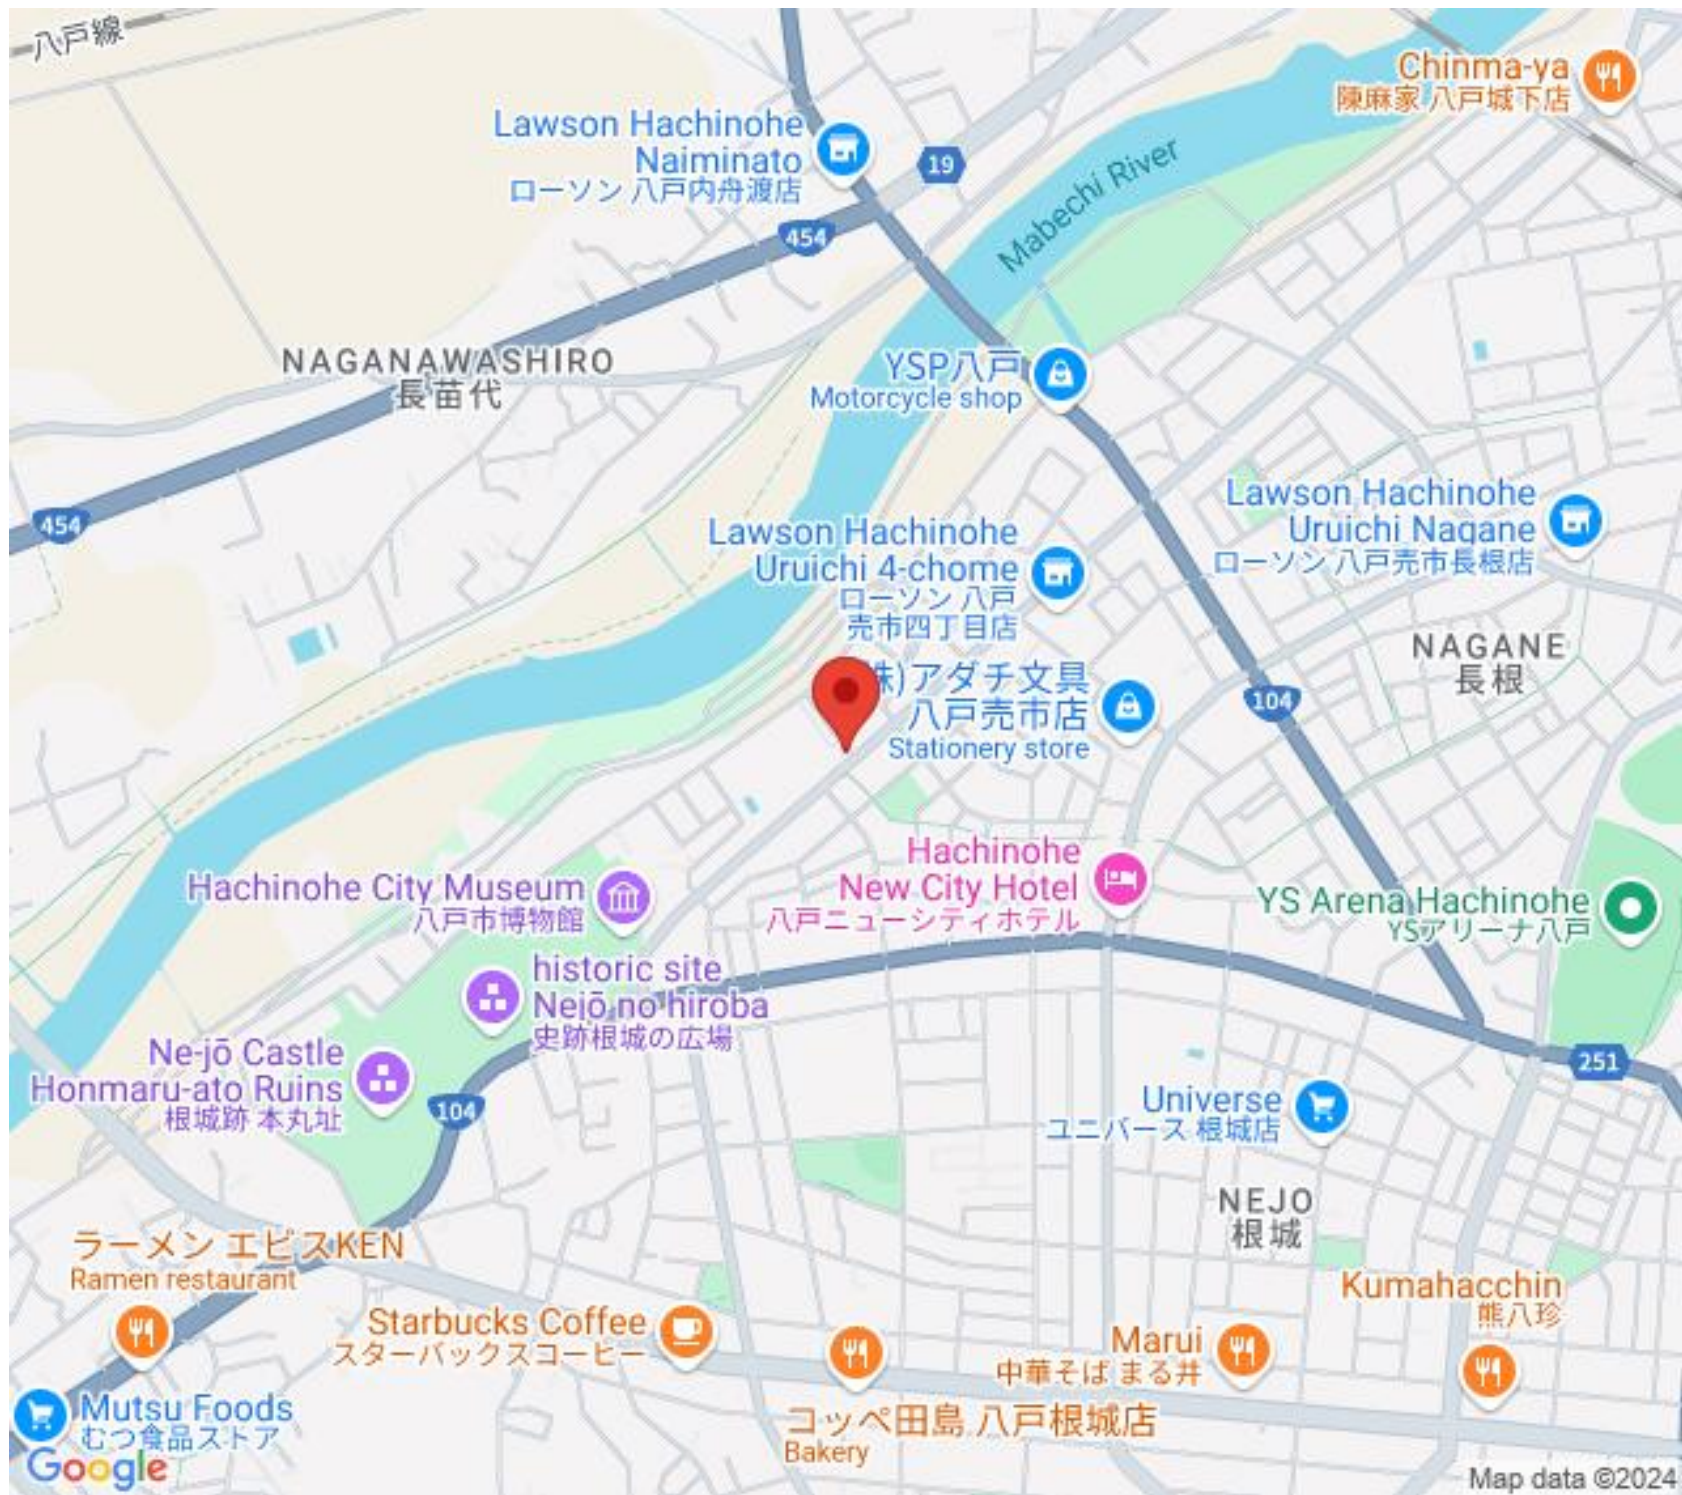 八戸線
Chinma-ya
陳麻家 八戸城下店
Lawson Hachinohe
Naiminato
ローソン 八戸内舟渡店
19
454
Mabechi River
NAGANAWASHIRO
長苗代
YSP八戸
Motorcycle shop
454
Lawson Hachinohe
Uruichi Nagane
ローソン 八戸売市長根店
Lawson Hachinohe
Uruichi 4-chome
ローソン 八戸
売市四丁目店
NAGANE
長根
株)アダチ文具
八戸売市店
Stationery store
104
Hachinohe
New City Hotel
八戸ニューシティホテル
Hachinohe City Museum
八戸市博物館
YS Arena Hachinohe
YSアリーナ八戸
historic site
Nejō no hiroba
史跡根城の広場
Ne-jō Castle
Honmaru-ato Ruins
根城跡 本丸址
104
251
Universe
ユニバース 根城店
NEJO
根城
ラーメン エビスKEN
Ramen restaurant
Kumahacchin
熊八珍
Starbucks Coffee
スターバックスコーヒー
Marui
中華そば まる井
Mutsu Foods
むつ食品ストア
コッペ田島 八戸根城店
Bakery
Google
Map data ©2024